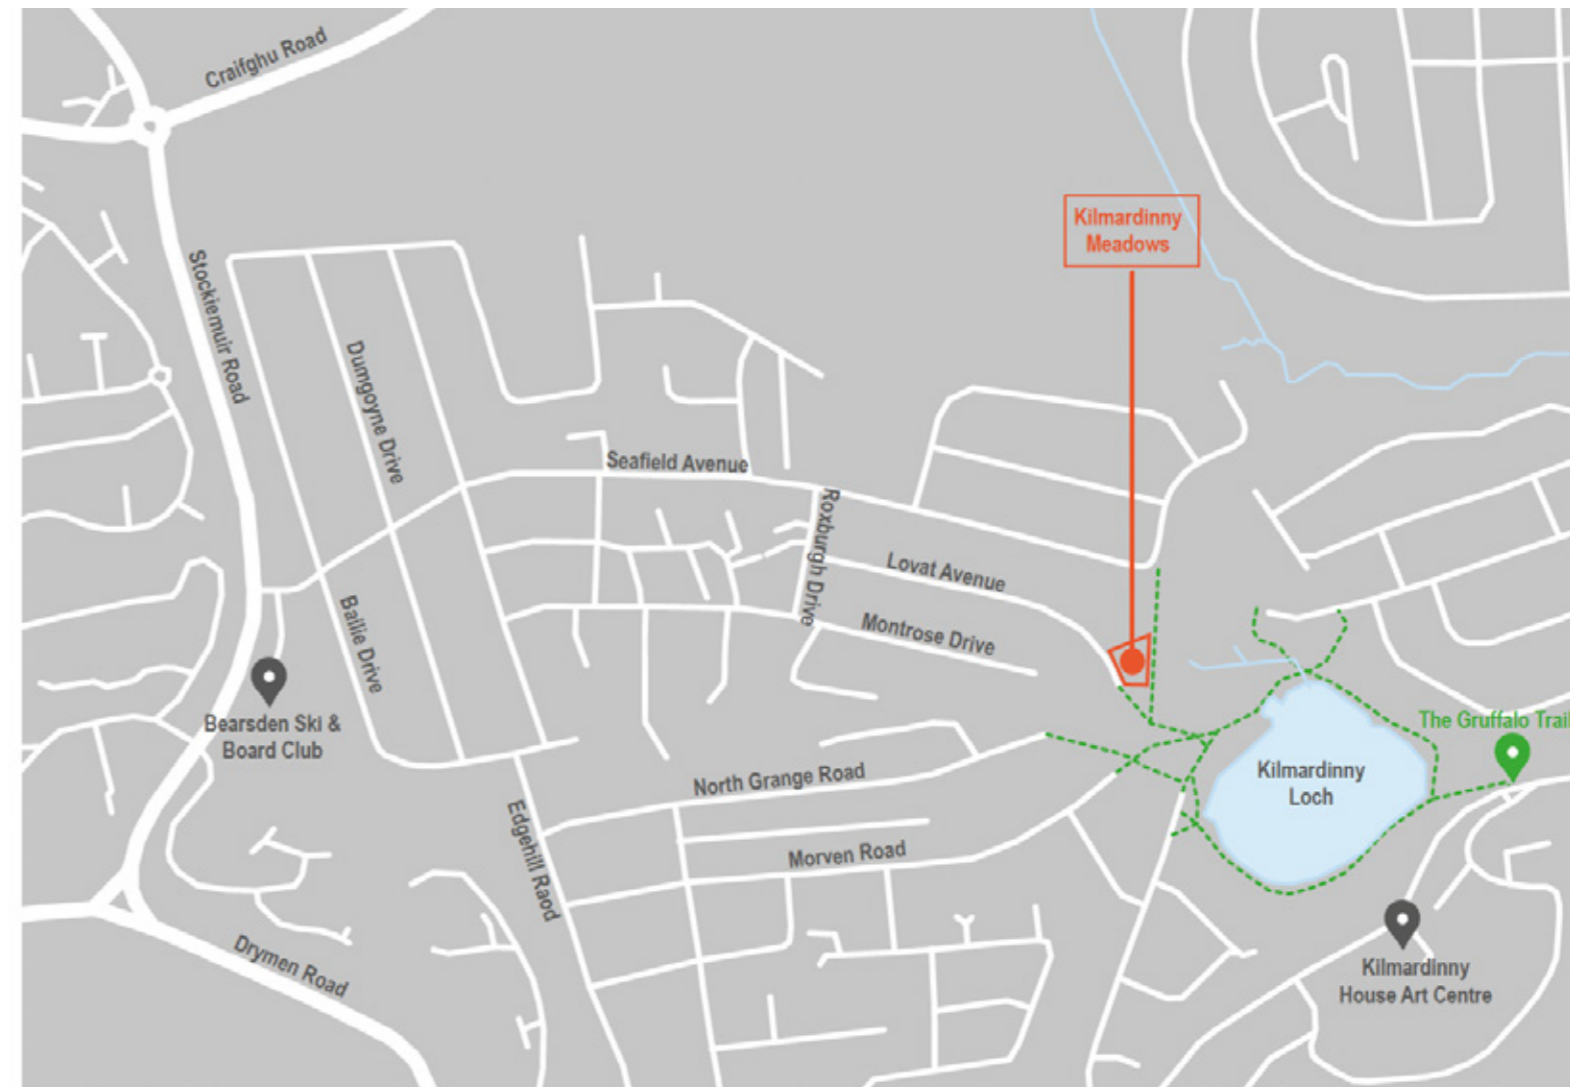 Craifghu Road
Kilmardinny
Meadows
Stockiemuir Road
Dumgoyne Drive
Seafield Avenue
Roxburgh Drive
Lovat Avenue
Bailie Drive
Montrose Drive
Bearsden Ski &
Board Club
The Gruffalo Trail
North Grange Road
Kilmardinny
Loch
Edgehill Raod
Morven Road
Drymen Road
Kilmardinny
House Art Centre